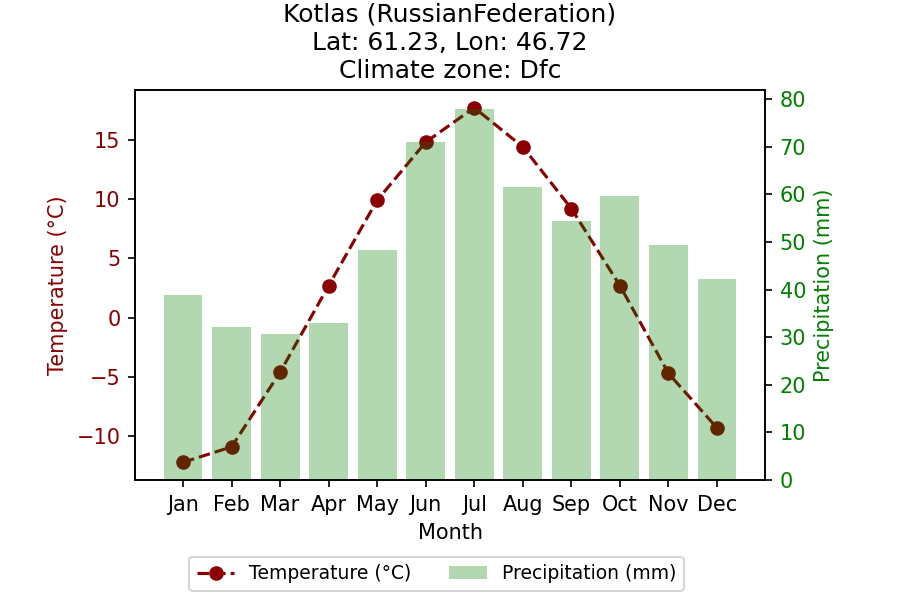 Kotlas (RussianFederation)
Lat: 61.23, Lon: 46.72
Climate zone: Dfc
15
10
5
0
−5
−10
Temperature (°C)
80
70
60
50
40
30
20
10
0
Precipitation (mm)
Jan Feb Mar Apr May Jun Jul Aug Sep Oct Nov Dec
Month
Temperature (°C) Precipitation (mm)